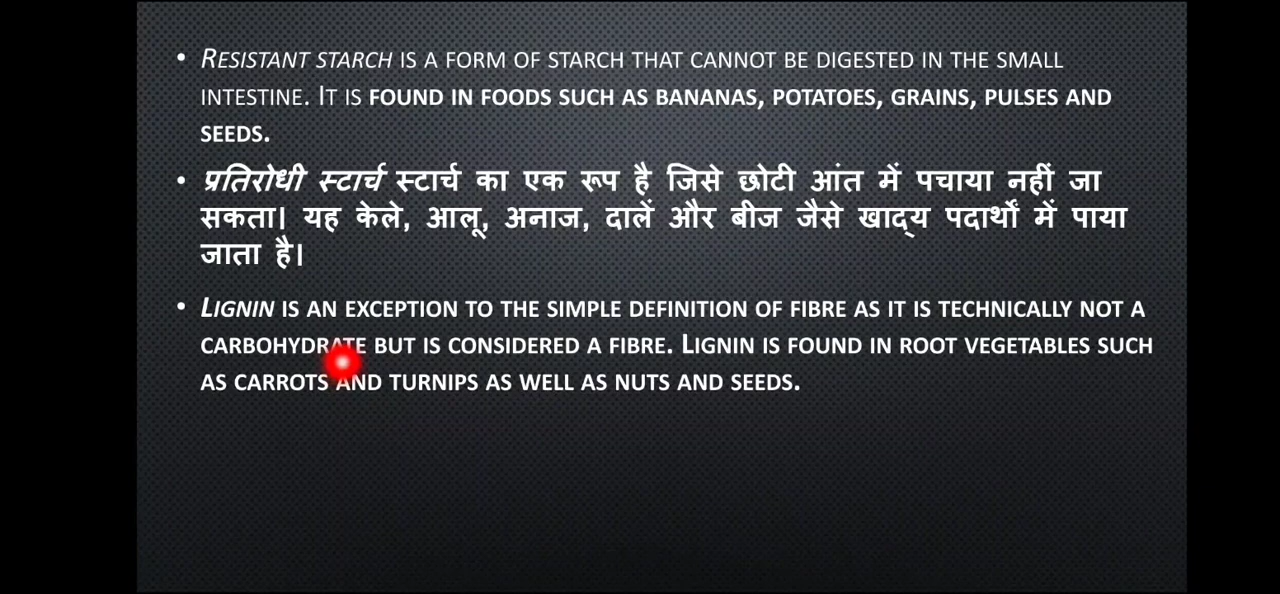 • Resistant starch is a form of starch that cannot be digested in the small
intestine. It is found in foods such as bananas, potatoes, grains, pulses and
seeds.
• प्रतिरोधी स्टार्च स्टार्च का एक रूप है जिसे छोटी आंत में पचाया नहीं जा
सकता। यह केले, आलू, अनाज, दालें और बीज जैसे खाद्य पदार्थों में पाया
जाता है।
• Lignin is an exception to the simple definition of fibre as it is technically not a
carbohydrate but is considered a fibre. Lignin is found in root vegetables such
as carrots and turnips as well as nuts and seeds.